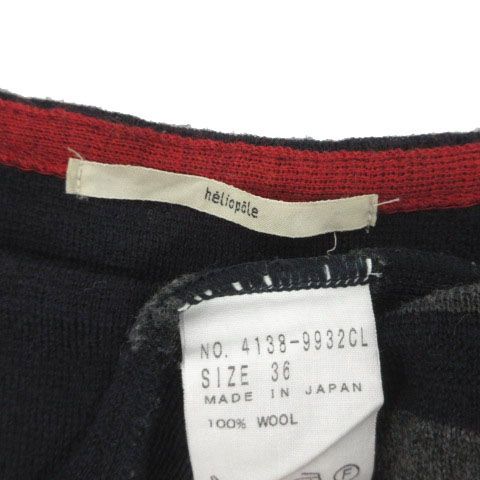 héliopôle
NO. 4138-9932CL
SIZE 36
MADE IN JAPAN
100% WOOL
F